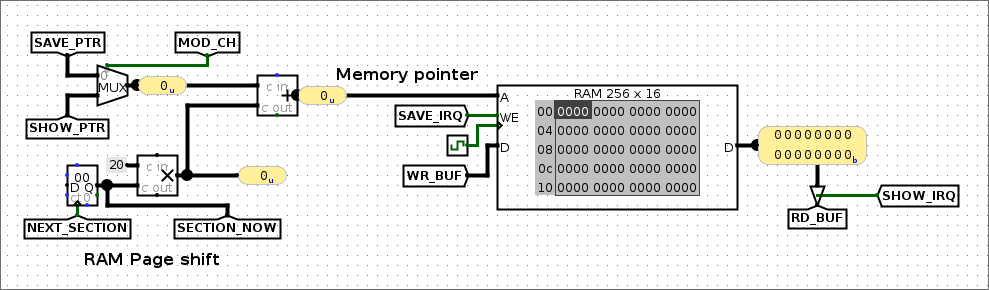 SAVE_PTR
MOD_CH
0
MUX
0u
SHOW_PTR
c in
+
c out
Memory pointer
0u
RAM 256 x 16
A
SAVE_IRQ
WE
D
WR_BUF
00 0000 0000 0000 0000
04 0000 0000 0000 0000
08 0000 0000 0000 0000
0c 0000 0000 0000 0000
10 0000 0000 0000 0000
D
00000000
00000000b
SHOW_IRQ
RD_BUF
20
c in
×
c out
0u
00
D Q
ct0
NEXT_SECTION
SECTION_NOW
RAM Page shift